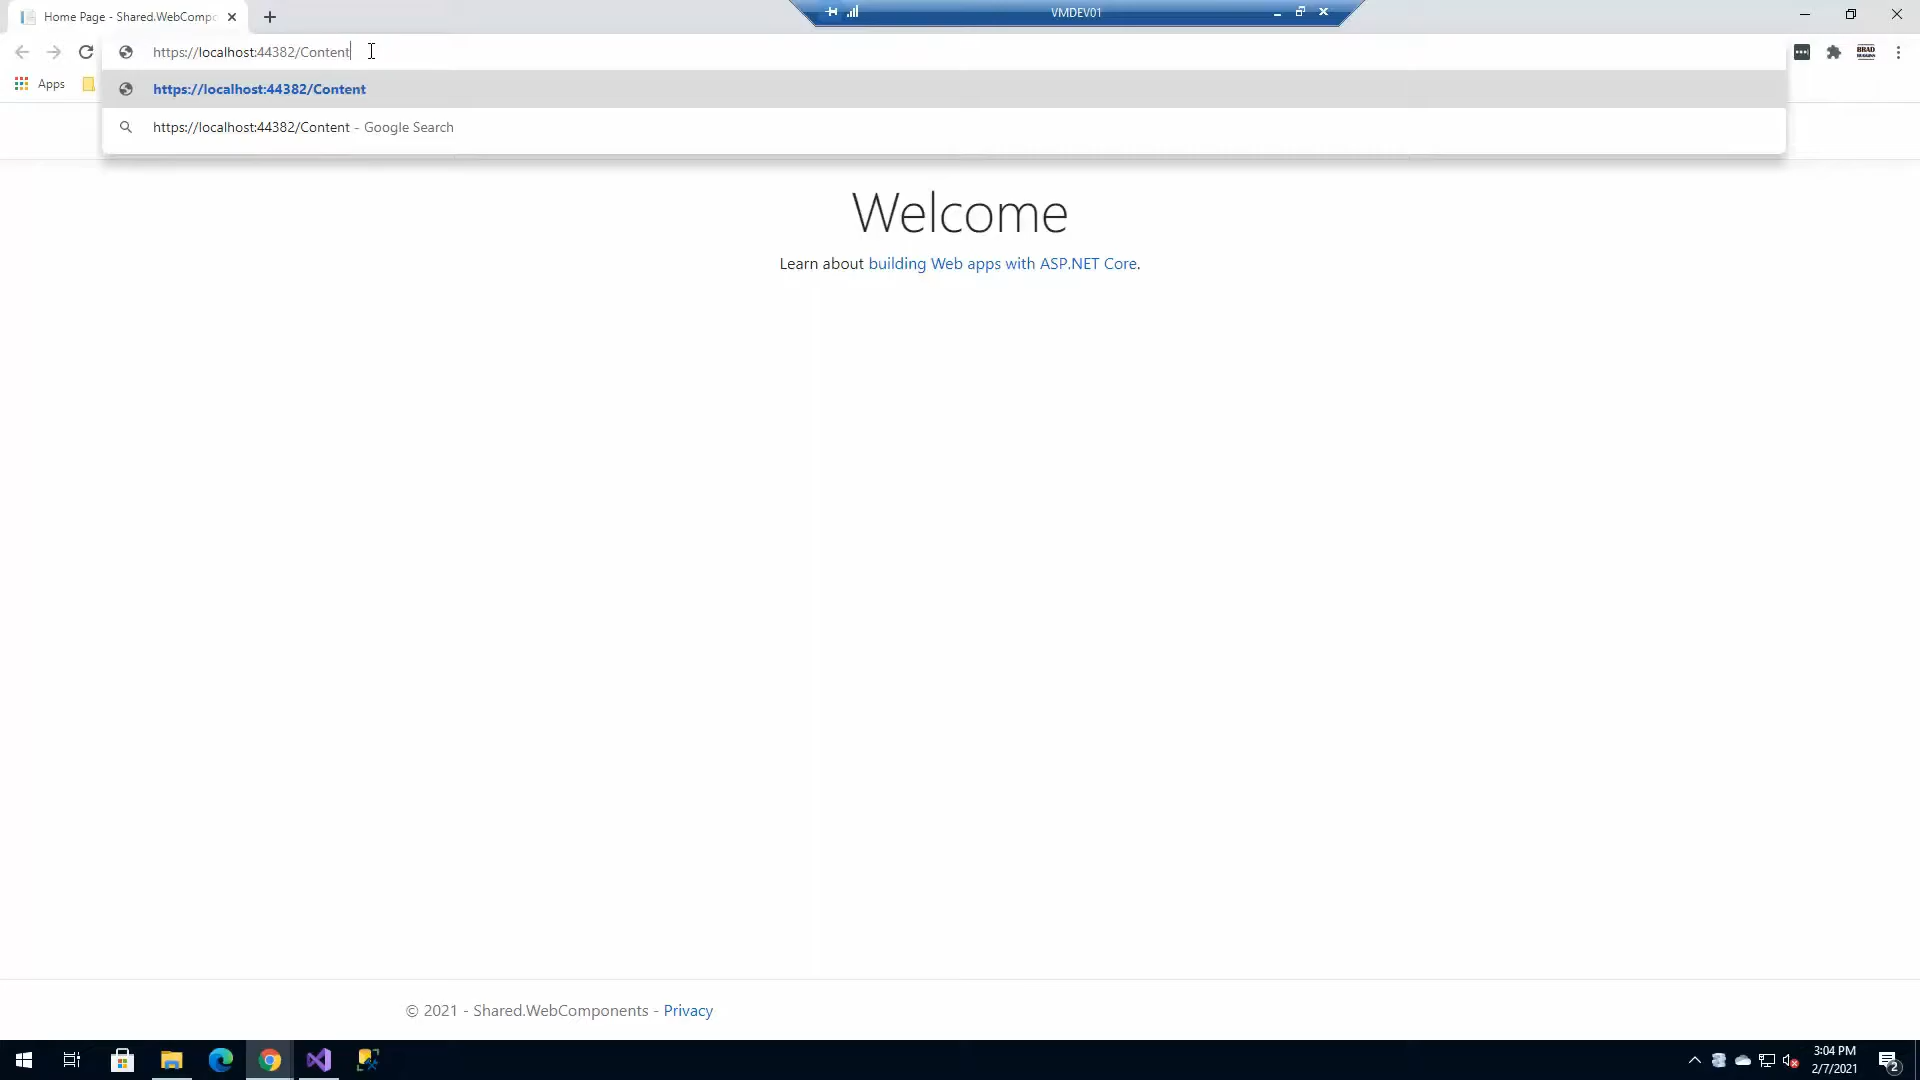 Home Page - Shared.WebCompo
VMDEV01
https://localhost:44382/Content
Apps
https://localhost:44382/Content
https://localhost:44382/Content - Google Search
Welcome
Learn about building Web apps with ASP.NET Core.
© 2021 - Shared.WebComponents - Privacy
3:04 PM
2/7/2021
2